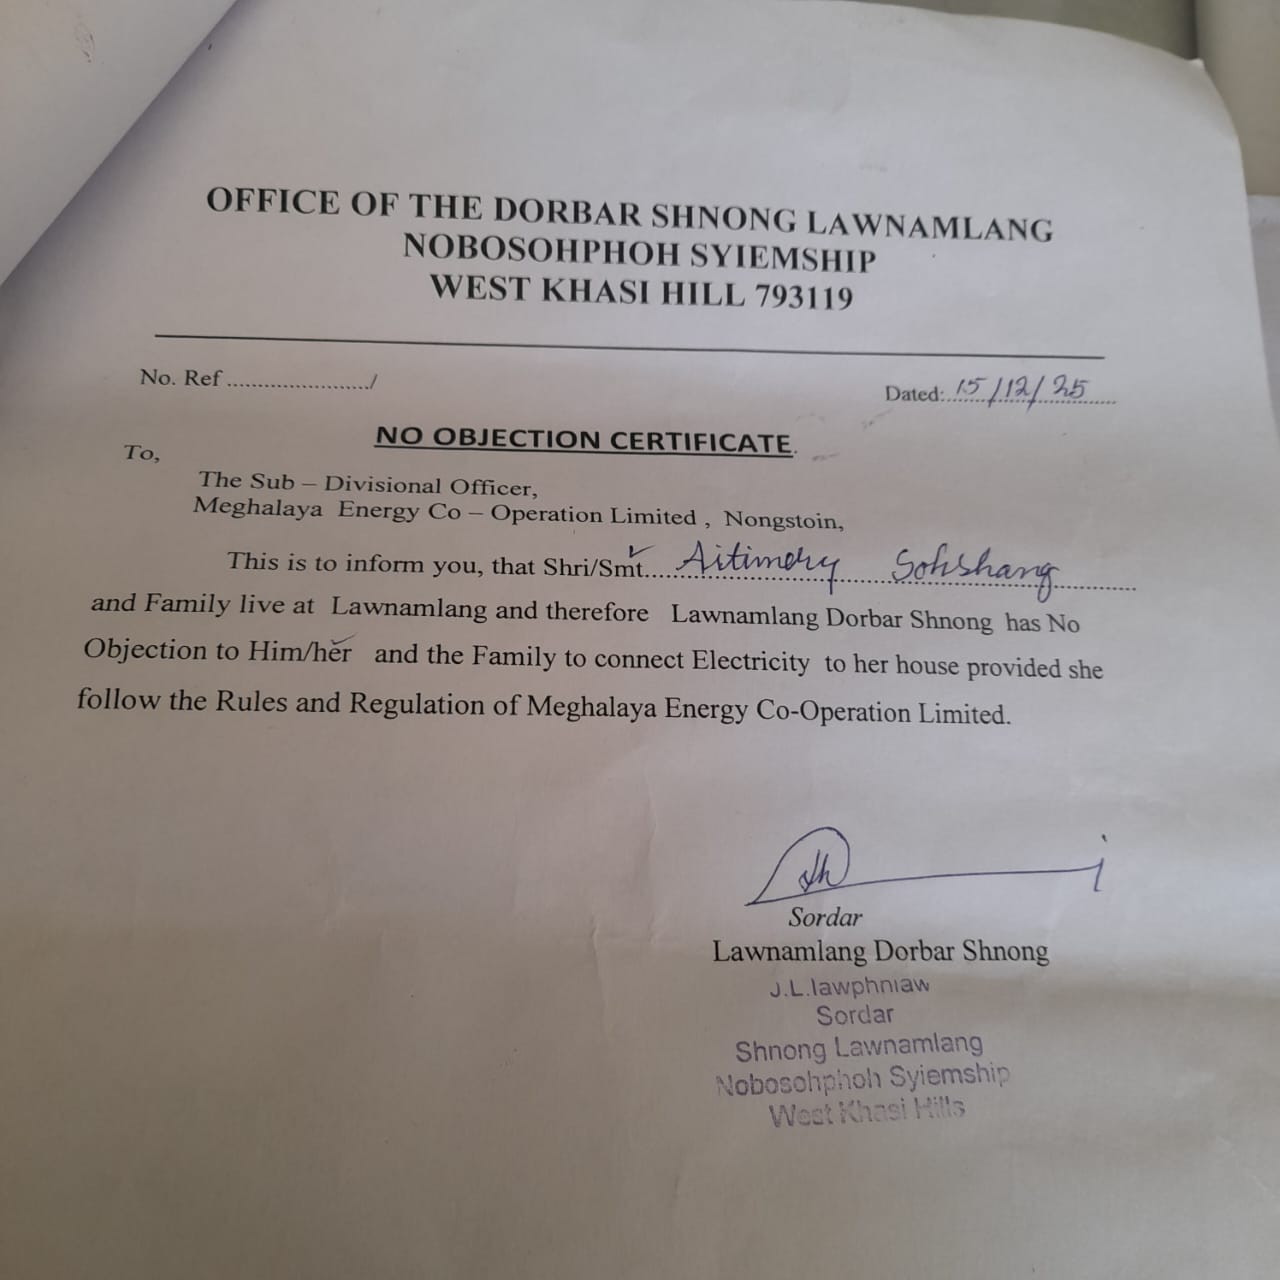 OFFICE OF THE DORBAR SHNONG LAWNAMLANG
NOBOSOHPHOH SYIEMSHIP
WEST KHASI HILL 793119
No. Ref ......................./
Dated: 15/12/25
NO OBJECTION CERTIFICATE.
To,
The Sub – Divisional Officer,
Meghalaya Energy Co – Operation Limited , Nongstoin,
This is to inform you, that Shri/Smt. Aitimory Sohshang
and Family live at Lawnamlang and therefore Lawnamlang Dorbar Shnong has No
Objection to Him/her and the Family to connect Electricity to her house provided she
follow the Rules and Regulation of Meghalaya Energy Co-Operation Limited.
Sordar
Lawnamlang Dorbar Shnong
J.L.Iawphniaw
Sordar
Shnong Lawnamlang
Nobosohphoh Syiemship
West Khasi Hills